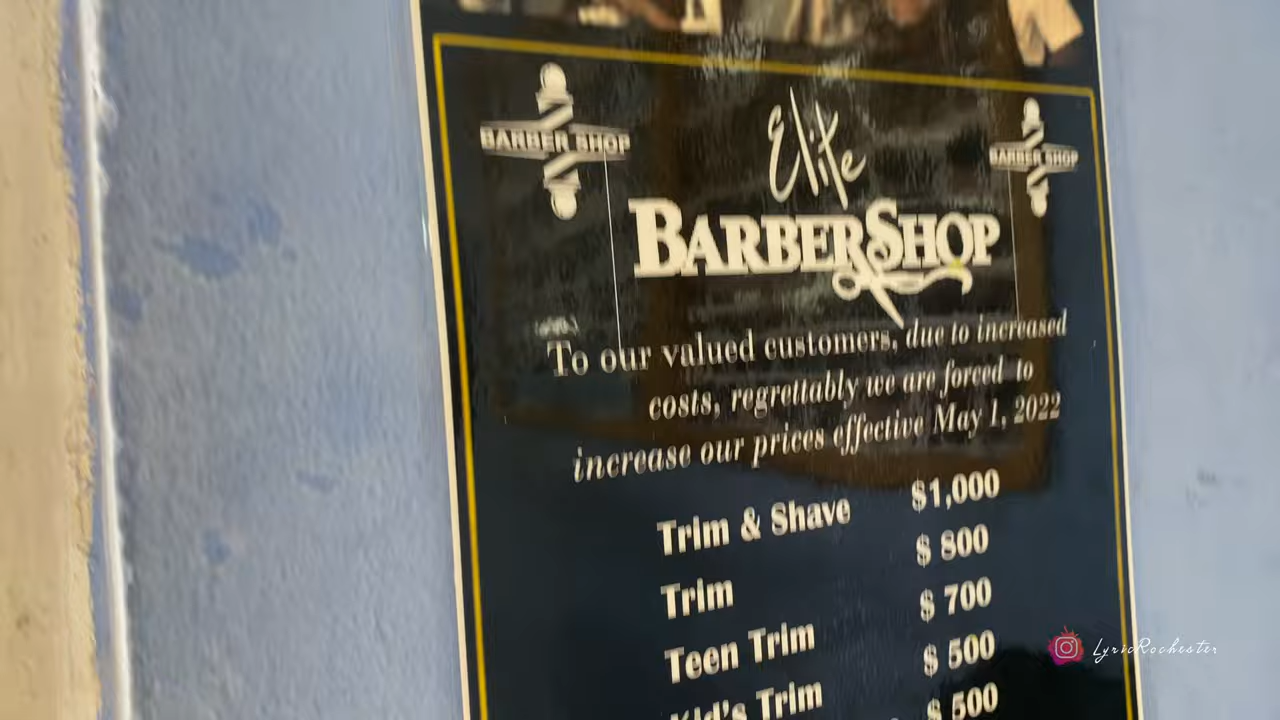 BARBER SHOP
Elite
BARBER SHOP
BARBERSHOP
To our valued customers, due to increased
costs, regrettably we are forced to
increase our prices effective May 1, 2022
Trim & Shave $1,000
Trim $ 800
Teen Trim $ 700
Kid's Trim $ 500
$ 500
LyricRochester